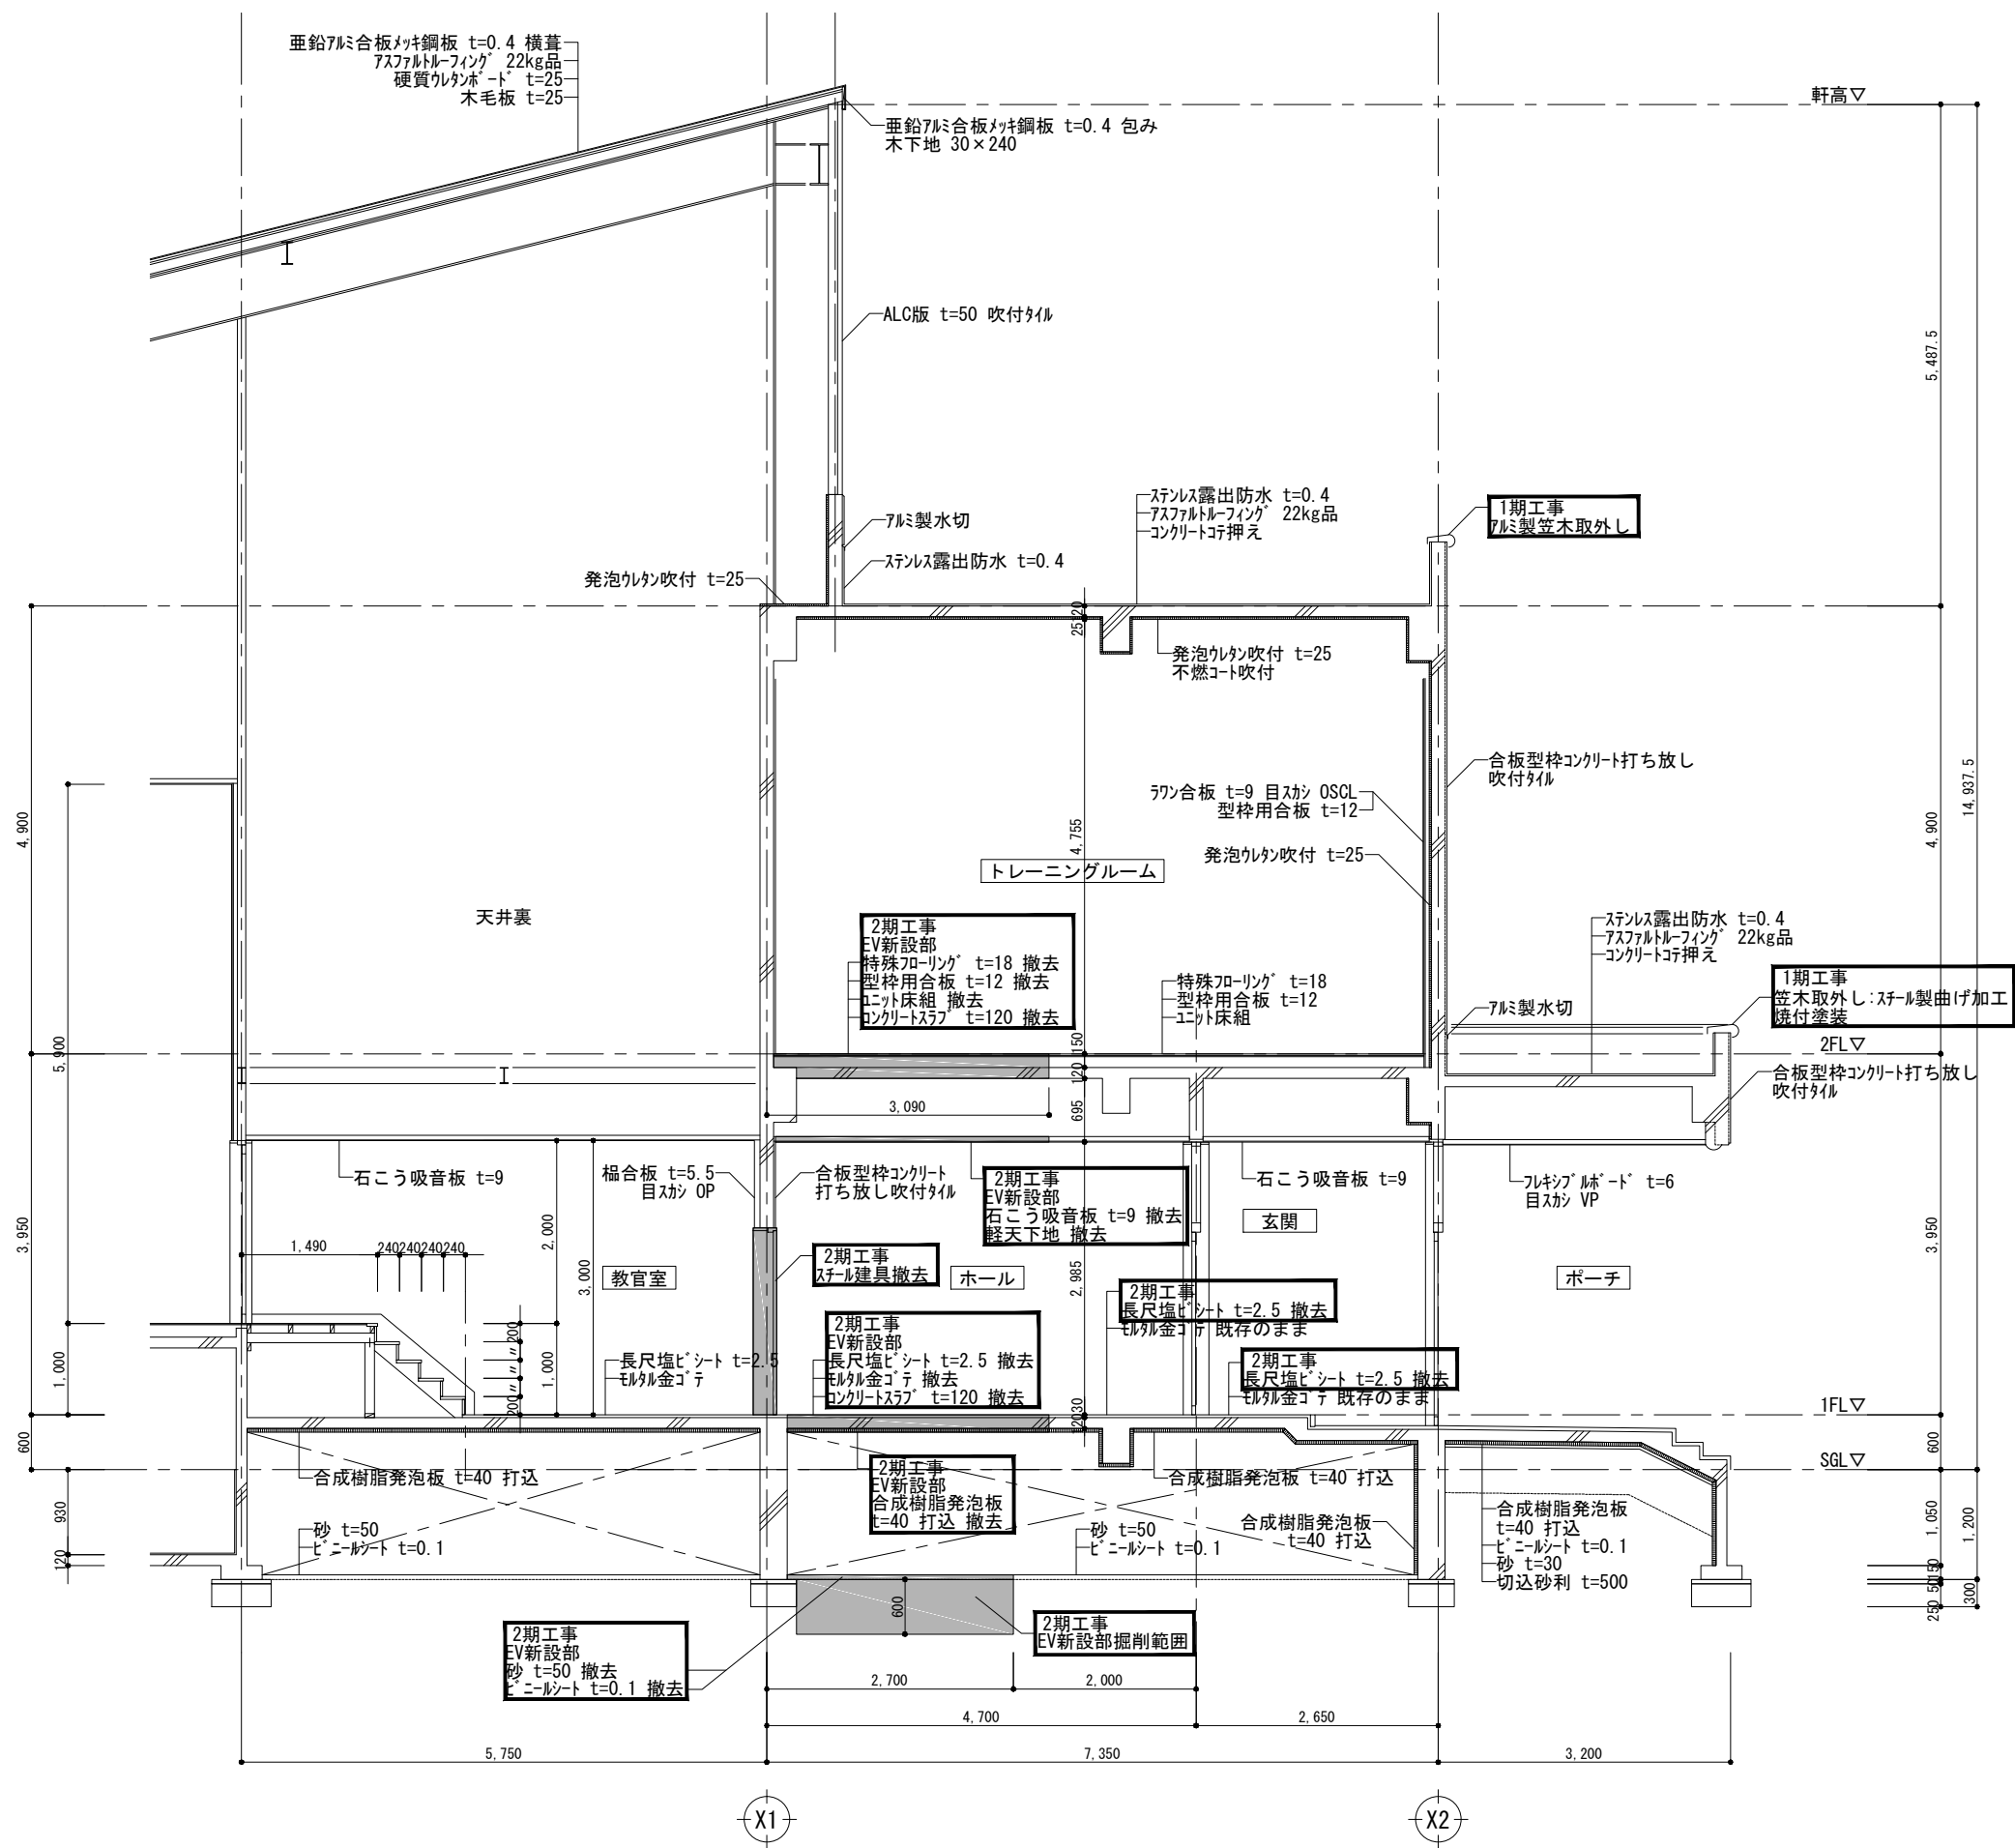 亜鉛アルミ合板メッキ鋼板 t=0.4 横葺
アスファルトルーフィング 22kg品
硬質ウレタンボード t=25
木毛板 t=25
軒高▽
亜鉛アルミ合板メッキ鋼板 t=0.4 包み
木下地 30×240
ALC版 t=50 吹付タイル
5,487.5
ステンレス露出防水 t=0.4
アスファルトルーフィング 22kg品
コンクリートコテ押え
1期工事
アルミ製笠木取外し
アルミ製水切
ステンレス露出防水 t=0.4
発泡ウレタン吹付 t=25
120
25
発泡ウレタン吹付 t=25
不燃コート吹付
合板型枠コンクリート打ち放し
吹付タイル
14,937.5
ラワン合板 t=9 目スカシ OSCL
型枠用合板 t=12
4,900
4,755
4,900
発泡ウレタン吹付 t=25
トレーニングルーム
天井裏
2期工事
EV新設部
特殊フローリング t=18 撤去
型枠用合板 t=12 撤去
ユニット床組 撤去
コンクリートスラブ t=120 撤去
特殊フローリング t=18
型枠用合板 t=12
ユニット床組
ステンレス露出防水 t=0.4
アスファルトルーフィング 22kg品
コンクリートコテ押え
1期工事
笠木取外し:スチール製曲げ加工
焼付塗装
アルミ製水切
2FL▽
150
120
695
5,900
合板型枠コンクリート打ち放し
吹付タイル
3,090
石こう吸音板 t=9
楄合板 t=5.5
目スカシ OP
合板型枠コンクリート
打ち放し吹付タイル
2期工事
EV新設部
石こう吸音板 t=9 撤去
軽天下地 撤去
石こう吸音板 t=9
フレキシブルボード t=6
目スカシ VP
玄関
3,950
2,000
3,000
1,490
240 240 240 240
教官室
2期工事
スチール建具撤去
ホール
2,985
ポーチ
3,950
2期工事
長尺塩ビシート t=2.5 撤去
モルタル金ゴテ 既存のまま
2期工事
EV新設部
長尺塩ビシート t=2.5 撤去
モルタル金ゴテ 撤去
コンクリートスラブ t=120 撤去
長尺塩ビシート t=2.5
モルタル金ゴテ
2期工事
長尺塩ビシート t=2.5 撤去
モルタル金ゴテ 既存のまま
1,000
200
〃
〃
〃
200
1,000
30
120
1FL▽
600
600
SGL▽
合成樹脂発泡板 t=40 打込
2期工事
EV新設部
合成樹脂発泡板
t=40 打込 撤去
合成樹脂発泡板 t=40 打込
930
120
砂 t=50
ビニールシート t=0.1
砂 t=50
ビニールシート t=0.1
合成樹脂発泡板
t=40 打込
合成樹脂発泡板
t=40 打込
ビニールシート t=0.1
砂 t=30
切込砂利 t=500
1,050
1,200
150
50
250
300
600
2期工事
EV新設部
砂 t=50 撤去
ビニールシート t=0.1 撤去
2期工事
EV新設部掘削範囲
2,700
2,000
4,700
2,650
5,750
7,350
3,200
X1
X2